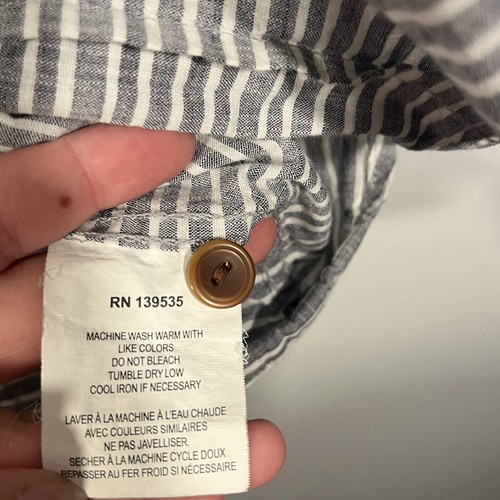 RN 139535
MACHINE WASH WARM WITH
LIKE COLORS
DO NOT BLEACH
TUMBLE DRY LOW
COOL IRON IF NECESSARY
LAVER À LA MACHINE À L'EAU CHAUDE
AVEC COULEURS SIMILAIRES
NE PAS JAVELLISER.
SECHER À LA MACHINE CYCLE DOUX
REPASSER AU FER FROID SI NÉCESSAIRE